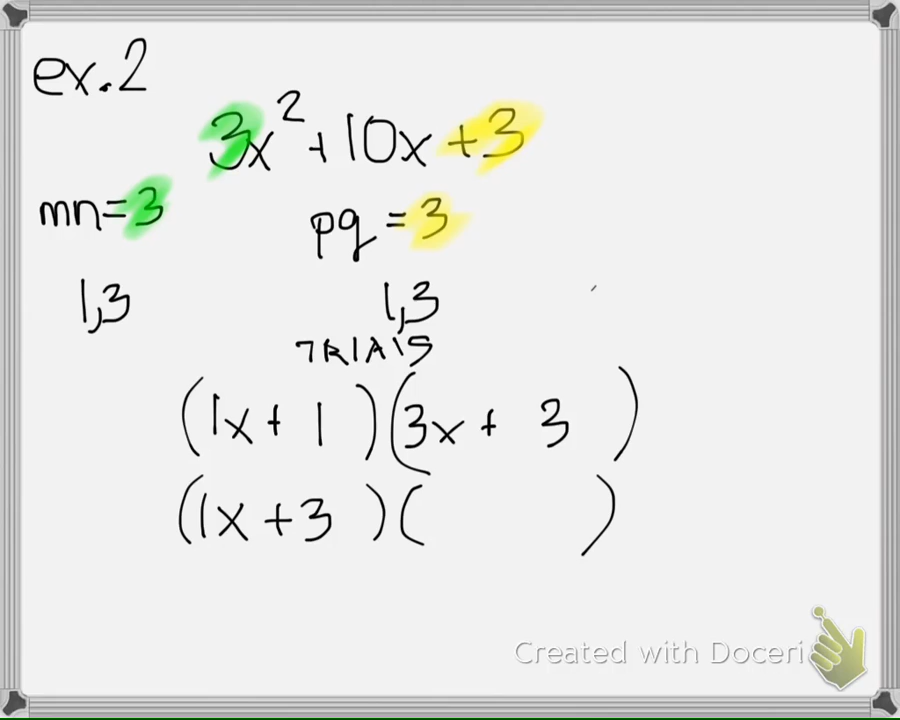 ex.2
3x² + 10x + 3
mn = 3 pq = 3
1,3 1,3
TRIALS
(1x + 1 )(3x + 3 )
(1x + 3 )( )
Created with Doceri